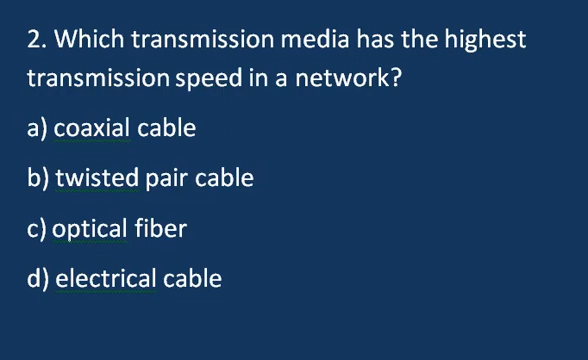 2. Which transmission media has the highest
transmission speed in a network?
a) coaxial cable
b) twisted pair cable
c) optical fiber
d) electrical cable